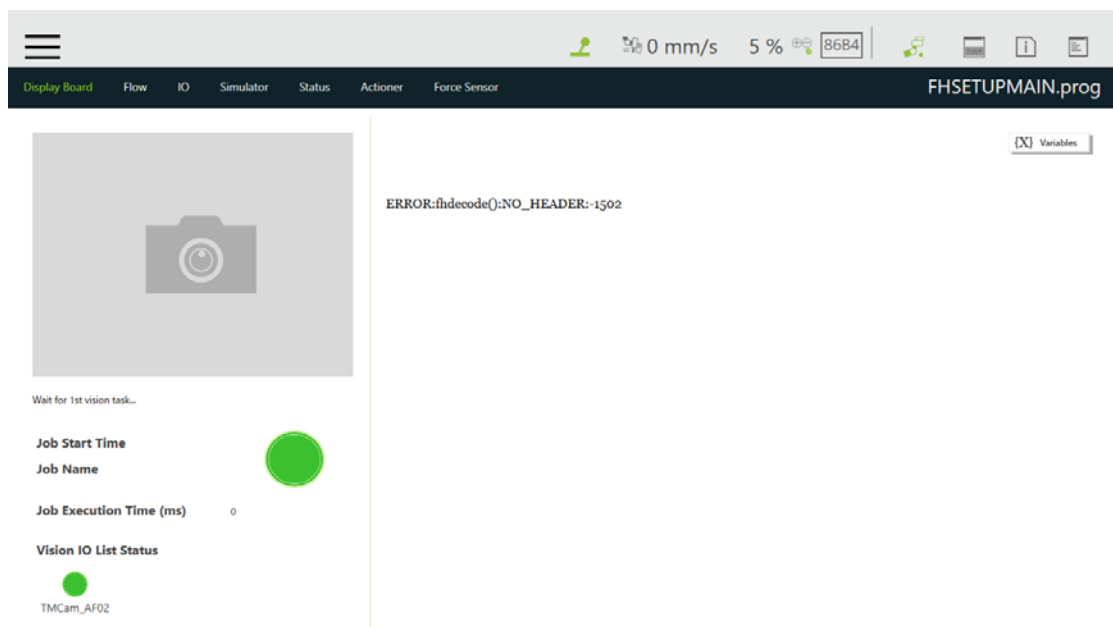 0 mm/s 5 % 86B4
Display Board Flow IO Simulator Status Actioner Force Sensor FHSETUPMAIN.prog
{X} Variables
ERROR:fhdecode():NO_HEADER:-1502
Wait for 1st vision task...
Job Start Time
Job Name
Job Execution Time (ms) 0
Vision IO List Status
TMCam_AF02